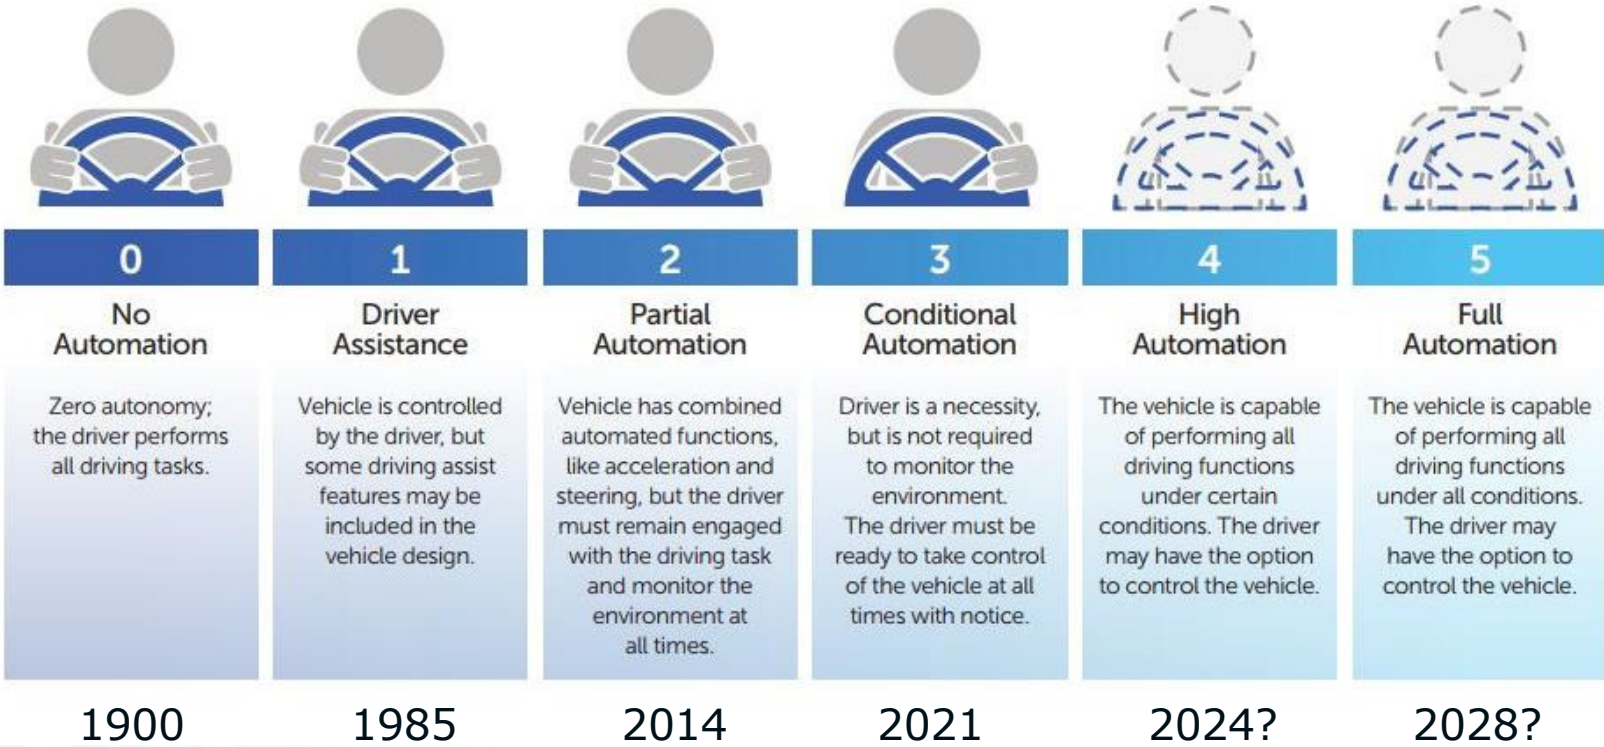 0
No
Automation
Zero autonomy;
the driver performs
all driving tasks.
1900
1
Driver
Assistance
Vehicle is controlled
by the driver, but
some driving assist
features may be
included in the
vehicle design.
1985
2
Partial
Automation
Vehicle has combined
automated functions,
like acceleration and
steering, but the driver
must remain engaged
with the driving task
and monitor the
environment at
all times.
2014
3
Conditional
Automation
Driver is a necessity,
but is not required
to monitor the
environment.
The driver must be
ready to take control
of the vehicle at all
times with notice.
2021
4
High
Automation
The vehicle is capable
of performing all
driving functions
under certain
conditions. The driver
may have the option
to control the vehicle.
2024?
5
Full
Automation
The vehicle is capable
of performing all
driving functions
under all conditions.
The driver may
have the option to
control the vehicle.
2028?